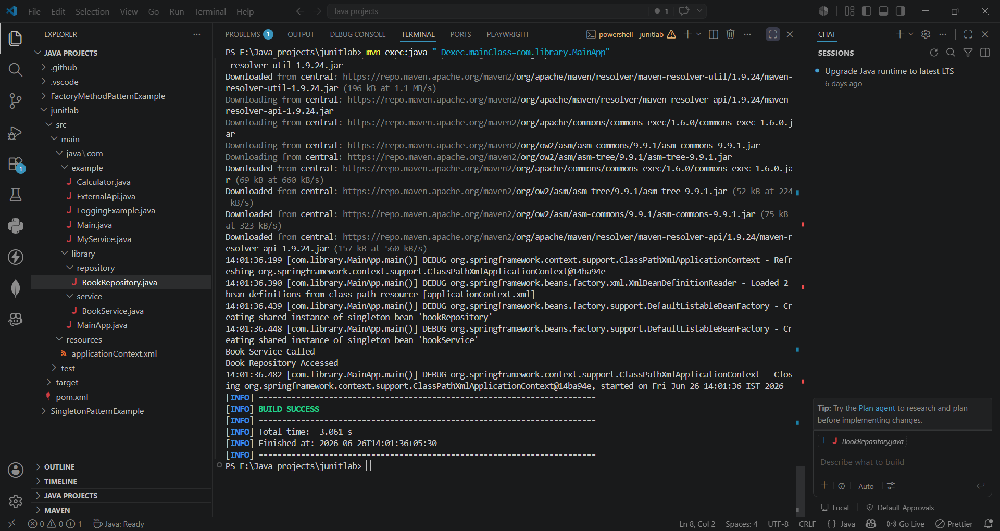 File Edit Selection View Go Run Terminal Help
Java projects
1
EXPLORER
JAVA PROJECTS
.github
.vscode
FactoryMethodPatternExample
junitlab
src
main
java\com
example
Calculator.java
ExternalApi.java
LoggingExample.java
Main.java
MyService.java
library
repository
BookRepository.java
service
BookService.java
MainApp.java
resources
applicationContext.xml
test
target
pom.xml
SingletonPatternExample
OUTLINE
TIMELINE
JAVA PROJECTS
MAVEN
1
PROBLEMS 1 OUTPUT DEBUG CONSOLE TERMINAL PORTS PLAYWRIGHT
powershell - junitlab
PS E:\Java projects\junitlab> mvn exec:java "-Dexec.mainClass=com.library.MainApp"
-resolver-util-1.9.24.jar
Downloaded from central: https://repo.maven.apache.org/maven2/org/apache/maven/resolver/maven-resolver-util/1.9.24/maven-
resolver-util-1.9.24.jar (196 kB at 1.1 MB/s)
Downloading from central: https://repo.maven.apache.org/maven2/org/apache/maven/resolver/maven-resolver-api/1.9.24/maven-
resolver-api-1.9.24.jar
Downloading from central: https://repo.maven.apache.org/maven2/org/apache/commons/commons-exec/1.6.0/commons-exec-1.6.0.j
ar
Downloading from central: https://repo.maven.apache.org/maven2/org/ow2/asm/asm-commons/9.9.1/asm-commons-9.9.1.jar
Downloading from central: https://repo.maven.apache.org/maven2/org/ow2/asm/asm-tree/9.9.1/asm-tree-9.9.1.jar
Downloaded from central: https://repo.maven.apache.org/maven2/org/apache/commons/commons-exec/1.6.0/commons-exec-1.6.0.ja
r (69 kB at 660 kB/s)
Downloaded from central: https://repo.maven.apache.org/maven2/org/ow2/asm/asm-tree/9.9.1/asm-tree-9.9.1.jar (52 kB at 224
kB/s)
Downloaded from central: https://repo.maven.apache.org/maven2/org/ow2/asm/asm-commons/9.9.1/asm-commons-9.9.1.jar (75 kB
at 323 kB/s)
Downloaded from central: https://repo.maven.apache.org/maven2/org/apache/maven/resolver/maven-resolver-api/1.9.24/maven-r
esolver-api-1.9.24.jar (157 kB at 560 kB/s)
14:01:36.199 [com.library.MainApp.main()] DEBUG org.springframework.context.support.ClassPathXmlApplicationContext - Refr
eshing org.springframework.context.support.ClassPathXmlApplicationContext@14ba94e
14:01:36.390 [com.library.MainApp.main()] DEBUG org.springframework.beans.factory.xml.XmlBeanDefinitionReader - Loaded 2
bean definitions from class path resource [applicationContext.xml]
14:01:36.439 [com.library.MainApp.main()] DEBUG org.springframework.beans.factory.support.DefaultListableBeanFactory - Cr
eating shared instance of singleton bean 'bookRepository'
14:01:36.448 [com.library.MainApp.main()] DEBUG org.springframework.beans.factory.support.DefaultListableBeanFactory - Cr
eating shared instance of singleton bean 'bookService'
Book Service Called
Book Repository Accessed
14:01:36.482 [com.library.MainApp.main()] DEBUG org.springframework.context.support.ClassPathXmlApplicationContext - Clos
ing org.springframework.context.support.ClassPathXmlApplicationContext@14ba94e, started on Fri Jun 26 14:01:36 IST 2026
[INFO] ------------------------------------------------------------------------
[INFO] BUILD SUCCESS
[INFO] ------------------------------------------------------------------------
[INFO] Total time:  3.061 s
[INFO] Finished at: 2026-06-26T14:01:36+05:30
[INFO] ------------------------------------------------------------------------
PS E:\Java projects\junitlab>
CHAT
SESSIONS
Upgrade Java runtime to latest LTS
6 days ago
Tip: Try the Plan agent to research and plan
before implementing changes.
BookRepository.java
Describe what to build
Auto
Local Default Approvals
0 0 1 Java: Ready
Ln 8, Col 2 Spaces: 4 UTF-8 CRLF { } Java Go Live Prettier